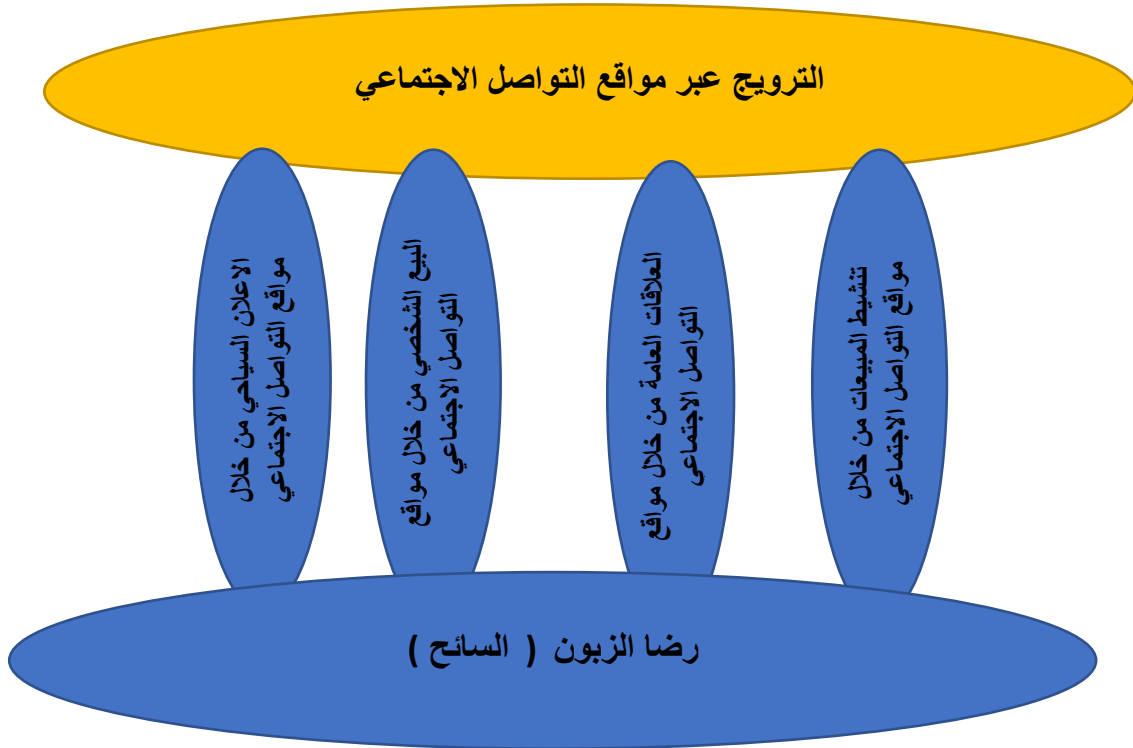 الترويج عبر مواقع التواصل الاجتماعي
تنشيط المبيعات من خلال
مواقع التواصل الاجتماعي
العلاقات العامة من خلال مواقع
التواصل الاجتماعى
البيع الشخصي من خلال مواقع
التواصل الاجتماعي
الاعلان السياحي من خلال
مواقع التواصل الاجتماعي
رضا الزبون ( السائح )